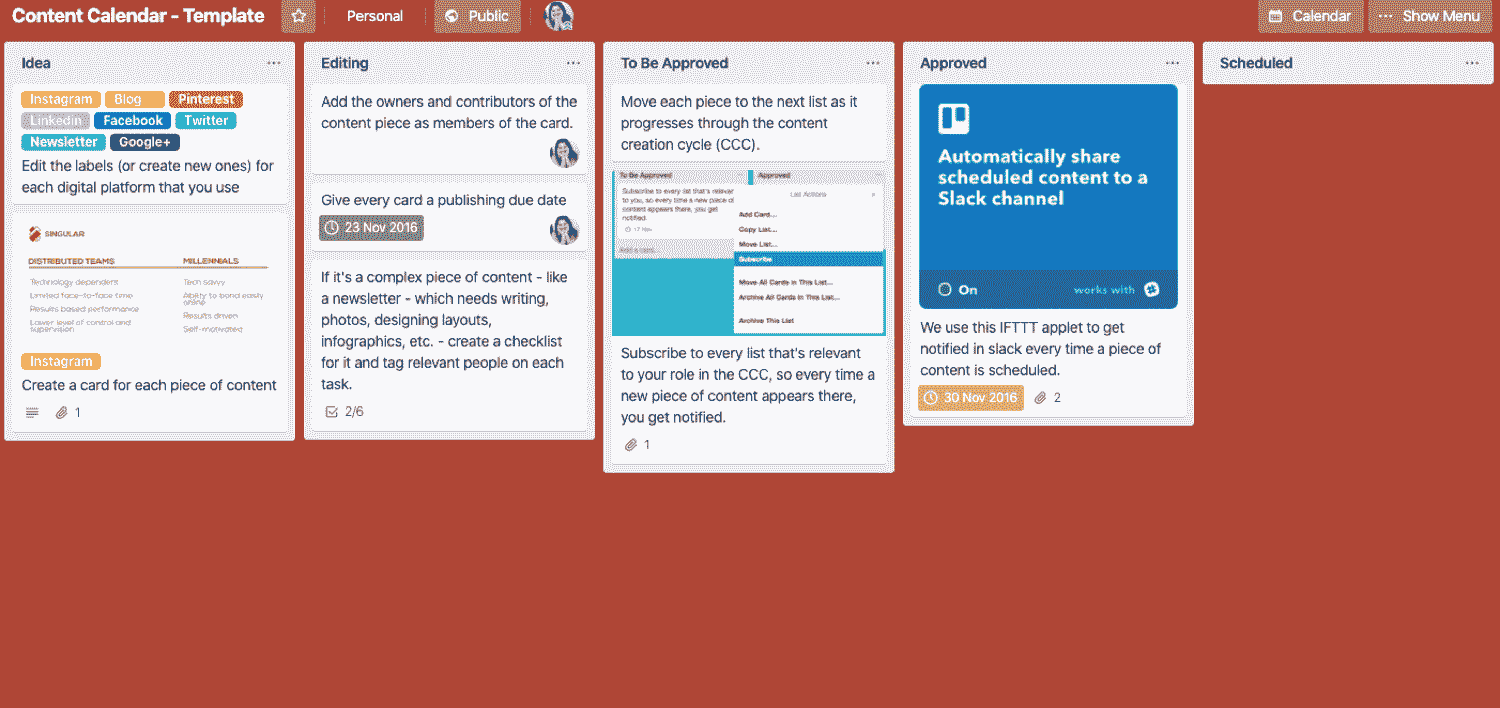 Content Calendar - Template
Personal
Public
Calendar
Show Menu
Idea
Instagram Blog Pinterest
Linkedin Facebook Twitter
Newsletter Google+
Edit the labels (or create new ones) for
each digital platform that you use
SINGULAR
DISTRIBUTED TEAMS
MILLENNIALS
Technology dependent
Limited face-to-face time
Results based performance
Lower level of control and
supervision
Tech savvy
Ability to bond easily
online
Results driven
Self-motivated
Instagram
Create a card for each piece of content
1
Editing
Add the owners and contributors of the
content piece as members of the card.
Give every card a publishing due date
23 Nov 2016
If it's a complex piece of content - like
a newsletter - which needs writing,
photos, designing layouts,
infographics, etc. - create a checklist
for it and tag relevant people on each
task.
2/6
To Be Approved
Move each piece to the next list as it
progresses through the content
creation cycle (CCC).
To Be Approved
Subscribe to every list that's relevar
to you, so every time a new piece of
content appears there, you get
notified.
17 Nov
Add a card...
Approved
List Actions
Add Card...
Copy List...
Move List...
Subscribe
Move All Cards in This List...
Archive All Cards in This List...
Archive This List
Subscribe to every list that's relevant
to your role in the CCC, so every time a
new piece of content appears there,
you get notified.
1
Approved
Automatically share
scheduled content to a
Slack channel
On
works with
We use this IFTTT applet to get
notified in slack every time a piece of
content is scheduled.
30 Nov 2016
2
Scheduled